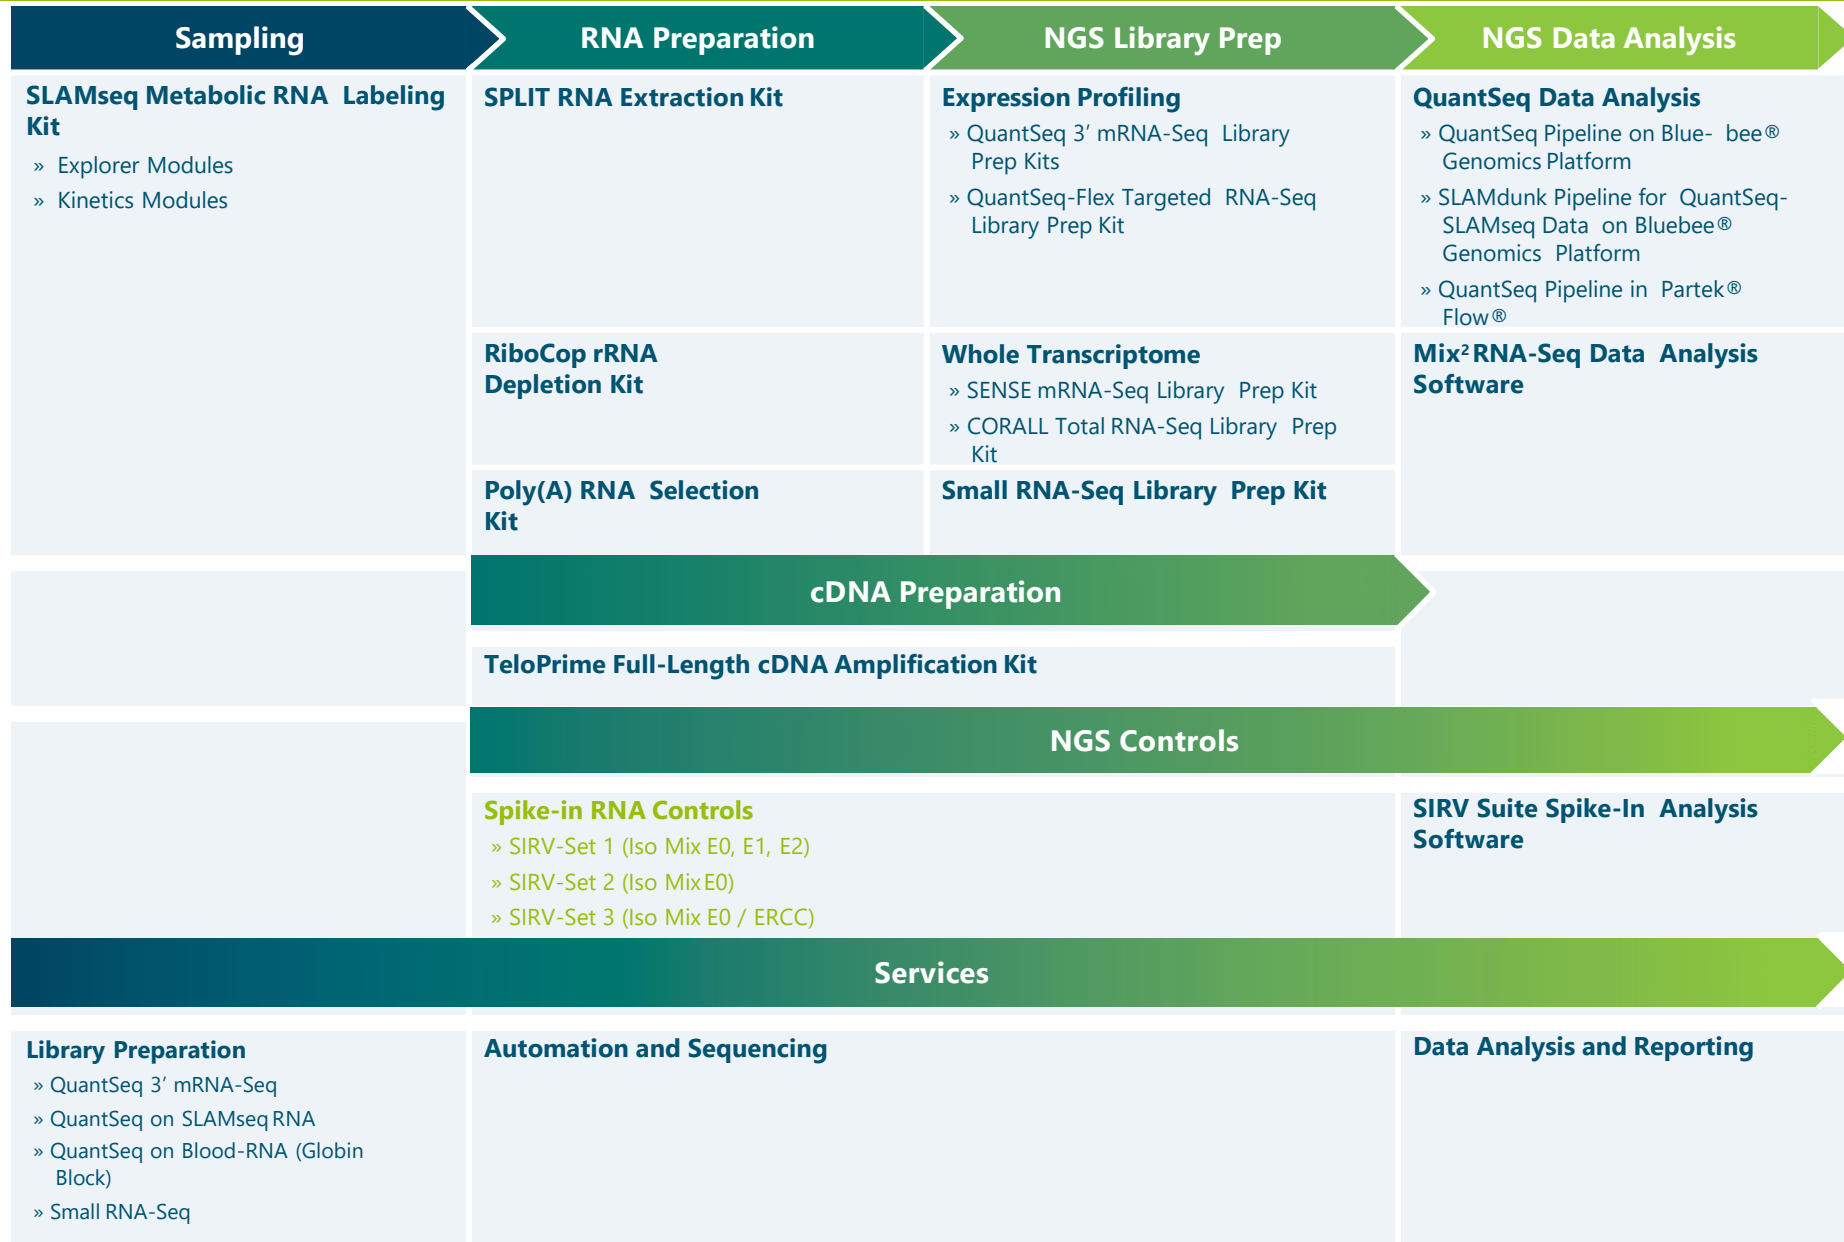 Sampling
RNA Preparation
NGS Library Prep
NGS Data Analysis
SLAMseq Metabolic RNA Labeling
Kit
» Explorer Modules
» Kinetics Modules
SPLIT RNA Extraction Kit
Expression Profiling
» QuantSeq 3’ mRNA-Seq Library
Prep Kits
» QuantSeq-Flex Targeted RNA-Seq
Library Prep Kit
QuantSeq Data Analysis
» QuantSeq Pipeline on Blue- bee®
Genomics Platform
» SLAMdunk Pipeline for QuantSeq-
SLAMseq Data on Bluebee®
Genomics Platform
» QuantSeq Pipeline in Partek®
Flow®
RiboCop rRNA
Depletion Kit
Whole Transcriptome
» SENSE mRNA-Seq Library Prep Kit
» CORALL Total RNA-Seq Library Prep
Kit
Mix² RNA-Seq Data Analysis
Software
Poly(A) RNA Selection
Kit
Small RNA-Seq Library Prep Kit
cDNA Preparation
TeloPrime Full-Length cDNA Amplification Kit
NGS Controls
Spike-in RNA Controls
» SIRV-Set 1 (Iso Mix E0, E1, E2)
» SIRV-Set 2 (Iso Mix E0)
» SIRV-Set 3 (Iso Mix E0 / ERCC)
SIRV Suite Spike-In Analysis
Software
Services
Library Preparation
» QuantSeq 3’ mRNA-Seq
» QuantSeq on SLAMseq RNA
» QuantSeq on Blood-RNA (Globin
Block)
» Small RNA-Seq
Automation and Sequencing
Data Analysis and Reporting